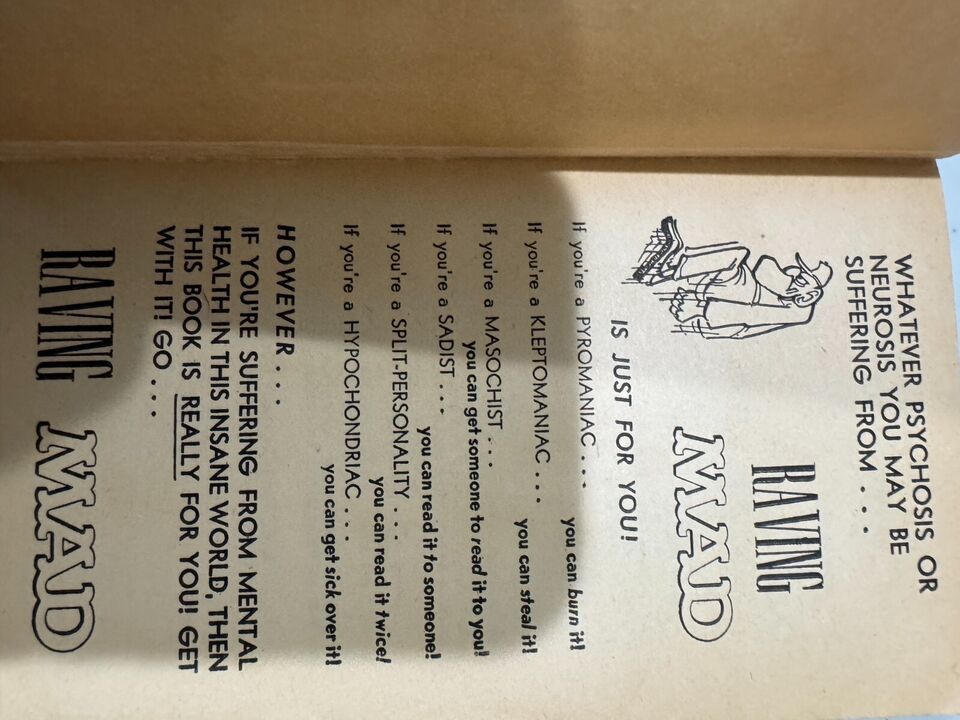 WHATEVER PSYCHOSIS OR
NEUROSIS YOU MAY BE
SUFFERING FROM . . .
RAVING
MAD
IS JUST FOR YOU!
If you're a PYROMANIAC . . .
you can burn it!
If you're a KLEPTOMANIAC . . .
you can steal it!
If you're a MASOCHIST . . .
you can get someone to read it to you!
If you're a SADIST . . .
you can read it to someone!
If you're a SPLIT-PERSONALITY . . .
you can read it twice!
If you're a HYPOCHONDRIAC . . .
you can get sick over it!
HOWEVER . . .
IF YOU'RE SUFFERING FROM MENTAL
HEALTH IN THIS INSANE WORLD, THEN
THIS BOOK IS REALLY FOR YOU! GET
WITH IT! GO . . .
RAVING MAD